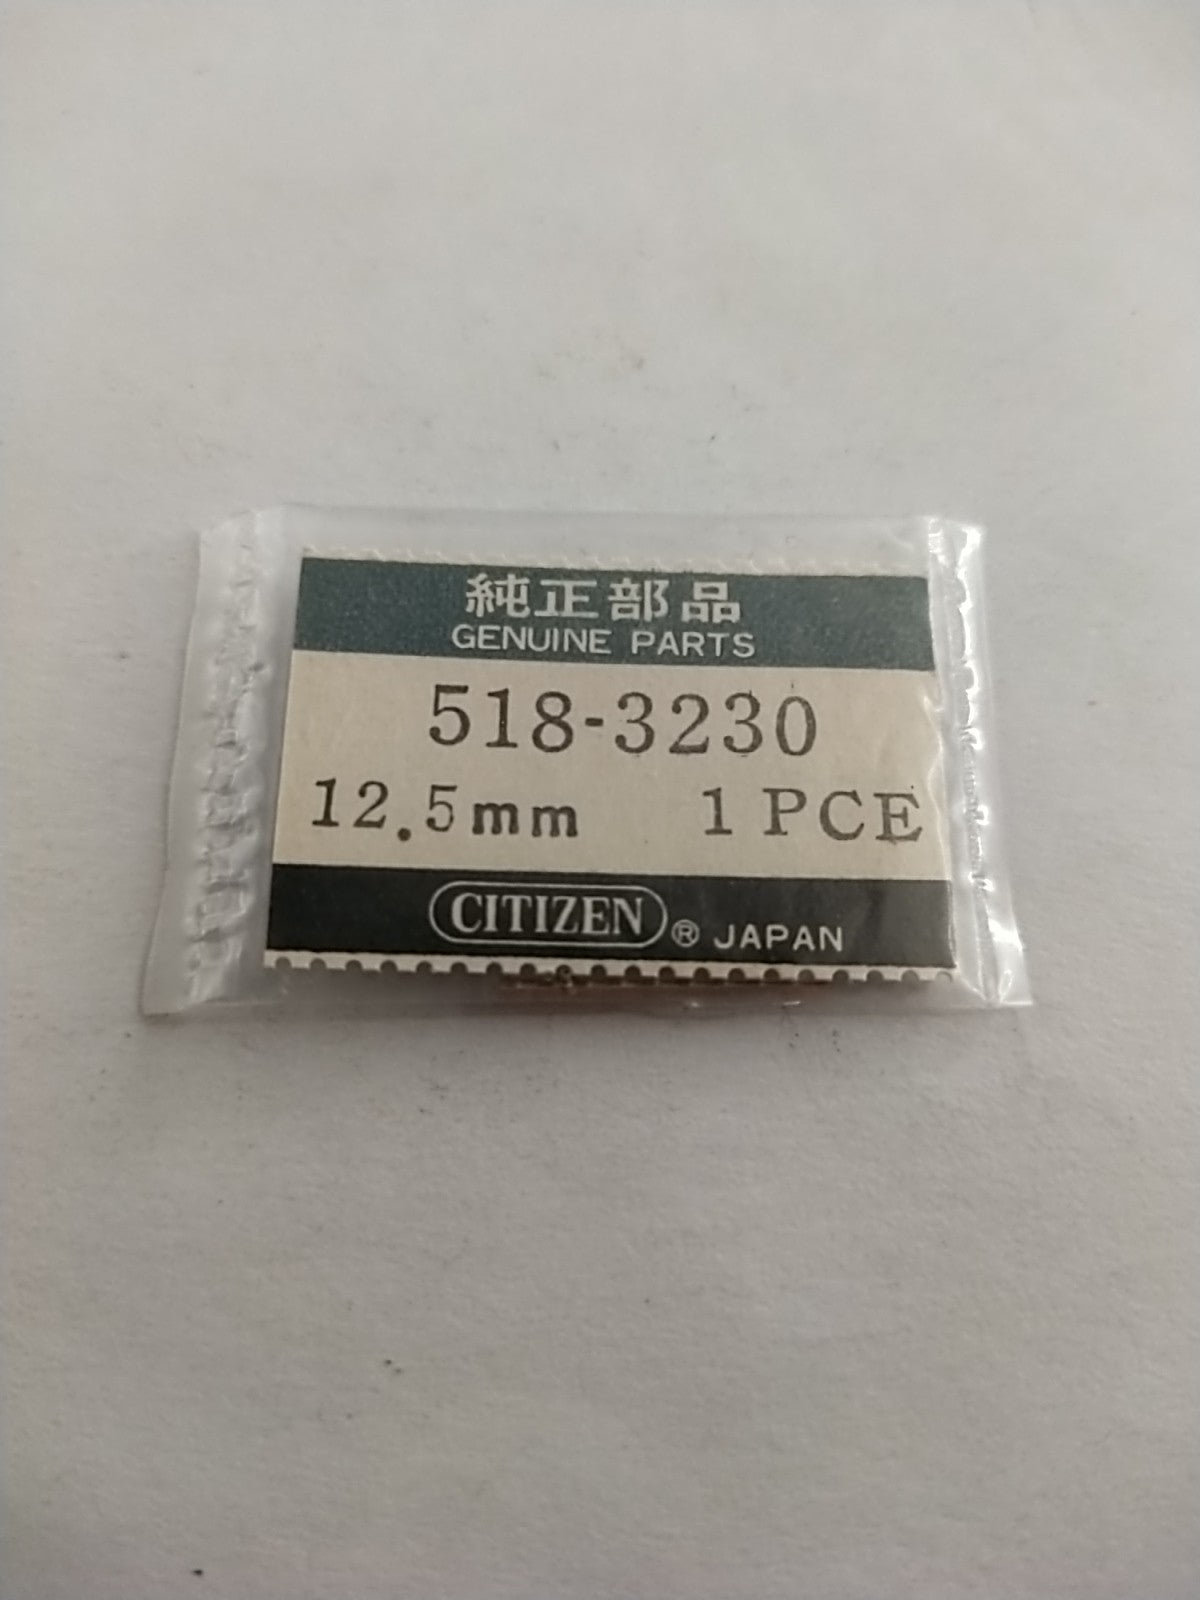 純正部品
GENUINE PARTS
518-3230
12.5mm 1 PCE
CITIZEN® JAPAN